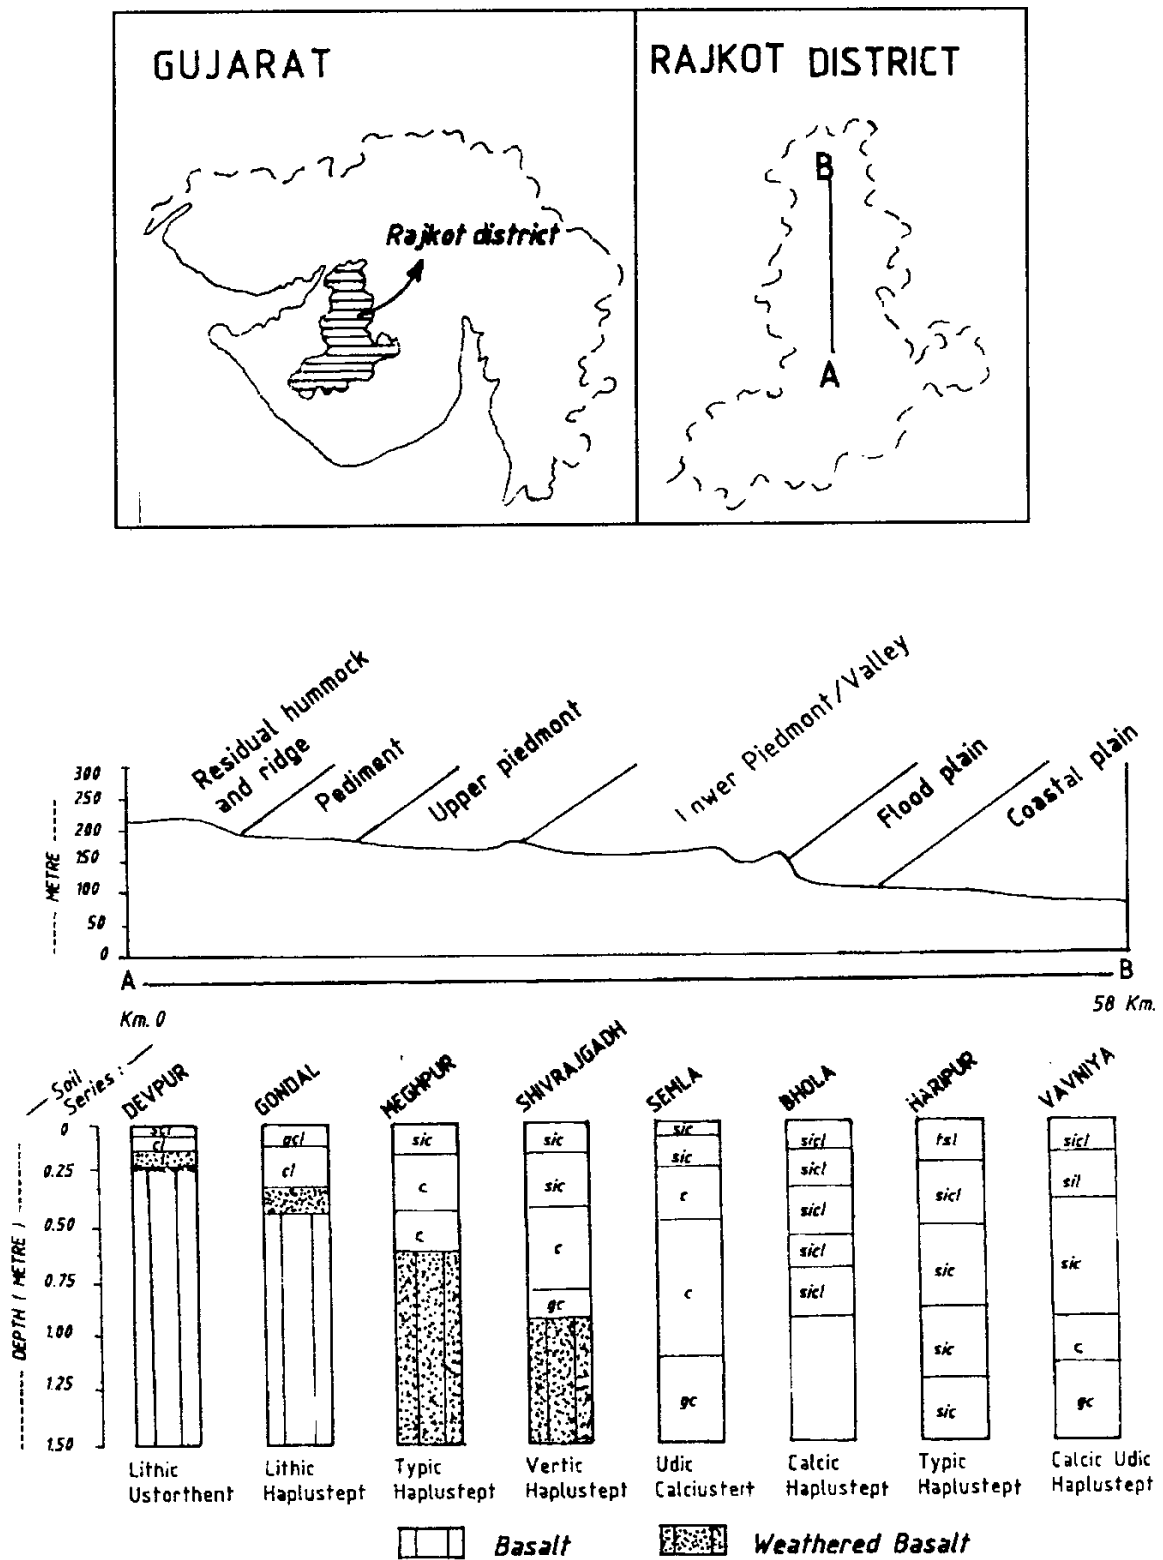 GUJARAT
RAJKOT DISTRICT
Rajkot district
B
A
Residual hummock
and ridge
Pediment
Upper piedmont
Inwer Piedmont/Valley
Flood plain
Coastal plain
METRE
300
250
200
150
100
50
0
A
B
Km. 0
58 Km.
Soil
Series:
DEVPUR
GONDAL
MEGHPUR
SHIVRAJGADH
SEMLA
BHOLA
HARIPUR
VAVNIYA
DEPTH (METRE)
0
0.25
0.50
0.75
1.00
1.25
1.50
scl
cl
gcl
cl
sic
c
c
sic
sic
c
gc
sic
sic
c
c
gc
sicl
sicl
sicl
sicl
sicl
fsl
sicl
sic
sic
sic
sicl
sil
sic
c
gc
Lithic
Ustorthent
Lithic
Haplustept
Typic
Haplustept
Vertic
Haplustept
Udic
Calciustert
Calcic
Haplustept
Typic
Haplustept
Calcic Udic
Haplustept
Basalt
Weathered Basalt